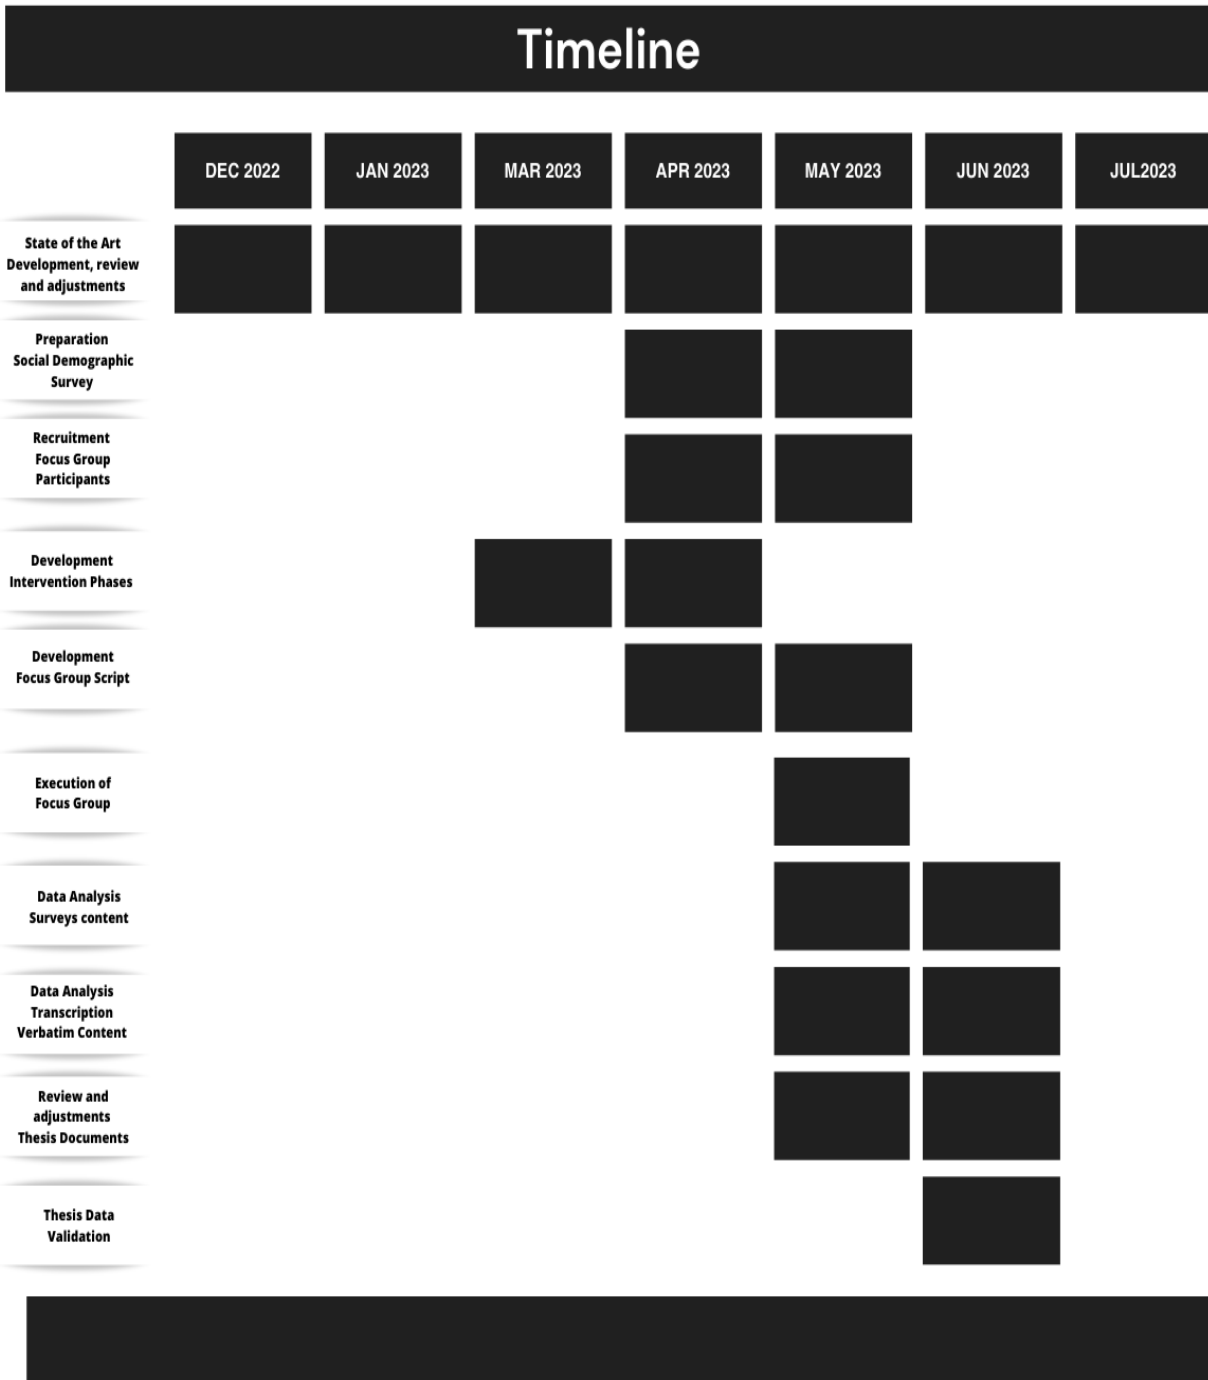 Timeline
DEC 2022
JAN 2023
MAR 2023
APR 2023
MAY 2023
JUN 2023
JUL2023
State of the Art
Development, review
and adjustments
Preparation
Social Demographic
Survey
Recruitment
Focus Group
Participants
Development
Intervention Phases
Development
Focus Group Script
Execution of
Focus Group
Data Analysis
Surveys content
Data Analysis
Transcription
Verbatim Content
Review and
adjustments
Thesis Documents
Thesis Data
Validation